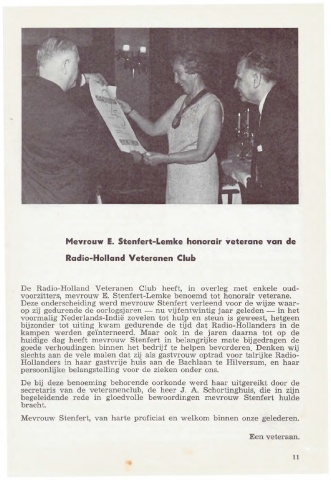 Mevrouw E. Stenfert-Lemke honorair veterane van de
Radio-Holland Veteranen Club
De Radio-Holland Veteranen Club heeft, in overleg met enkele oud-
voorzitters, mevrouw E. Stenfert-Lemke benoemd tot honorair veterane.
Deze onderscheiding werd mevrouw Stenfert verleend voor de wijze waar-
op zij gedurende de oorlogsjaren — nu vijfentwintig jaar geleden — in het
voormalig Nederlands-Indië zovelen tot hulp en steun is geweest, hetgeen
bijzonder tot uiting kwam gedurende de tijd dat Radio-Hollanders in de
kampen werden geïnterneerd. Maar ook in de jaren daarna tot op de
huidige dag heeft mevrouw Stenfert in belangrijke mate bijgedragen de
goede verhoudingen binnen het bedrijf te helpen bevorderen. Denken wij
slechts aan de vele malen dat zij als gastvrouw optrad voor talrijke Radio-
Hollanders in haar gastvrije huis aan de Bachlaan te Hilversum, en haar
persoonlijke belangstelling voor de zieken onder ons.
De bij deze benoeming behorende oorkonde werd haar uitgereikt door de
secretaris van de veteranenclub, de heer J. A. Schortinghuis, die in zijn
begeleidende rede in gloedvolle bewoordingen mevrouw Stenfert hulde
bracht.
Mevrouw Stenfert, van harte proficiat en welkom binnen onze gelederen.
Een veteraan.
11